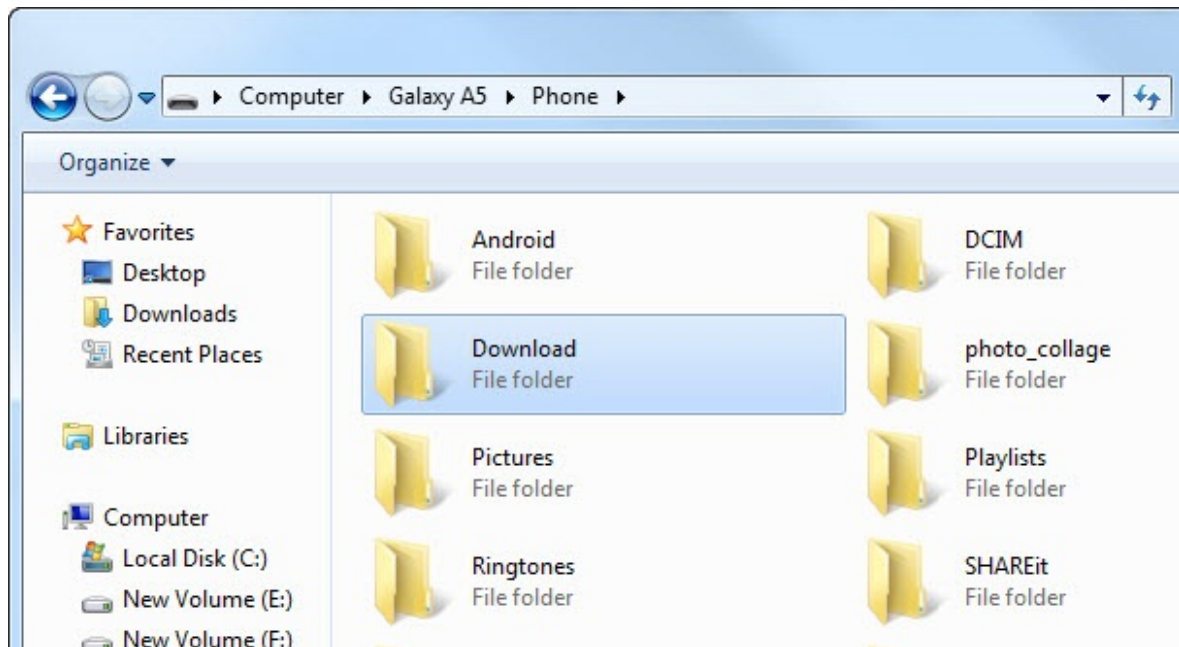 Computer Galaxy A5 Phone
Organize
Favorites
Desktop
Downloads
Recent Places
Libraries
Computer
Local Disk (C:)
New Volume (E:)
New Volume (F:)
Android
File folder
DCIM
File folder
Download
File folder
photo_collage
File folder
Pictures
File folder
Playlists
File folder
Ringtones
File folder
SHAREit
File folder